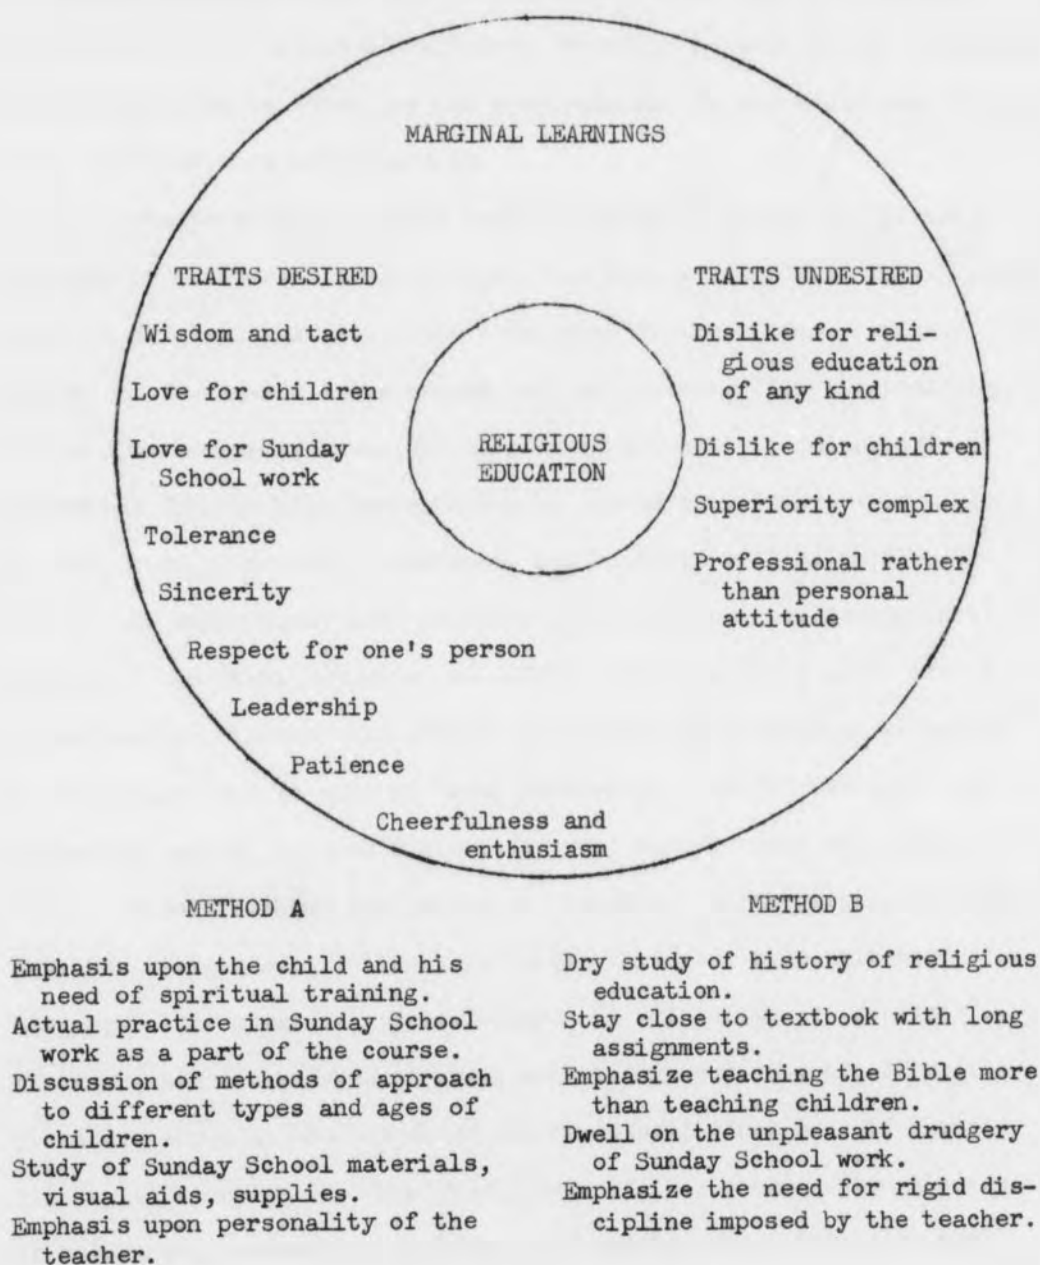 MARGINAL LEARNINGS
TRAITS DESIRED
Wisdom and tact
Love for children
Love for Sunday
School work
Tolerance
Sincerity
Respect for one's person
Leadership
Patience
Cheerfulness and
enthusiasm
RELIGIOUS
EDUCATION
TRAITS UNDESIRED
Dislike for reli-
gious education
of any kind
Dislike for children
Superiority complex
Professional rather
than personal
attitude
METHOD A
Emphasis upon the child and his
need of spiritual training.
Actual practice in Sunday School
work as a part of the course.
Discussion of methods of approach
to different types and ages of
children.
Study of Sunday School materials,
visual aids, supplies.
Emphasis upon personality of the
teacher.
METHOD B
Dry study of history of religious
education.
Stay close to textbook with long
assignments.
Emphasize teaching the Bible more
than teaching children.
Dwell on the unpleasant drudgery
of Sunday School work.
Emphasize the need for rigid dis-
cipline imposed by the teacher.